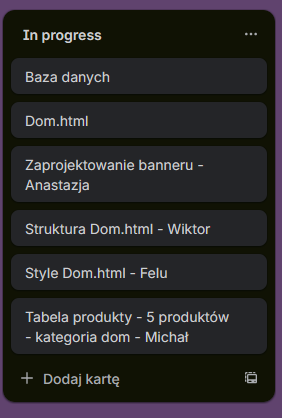 In progress
Baza danych
Dom.html
Zaprojektowanie banneru -
Anastazja
Struktura Dom.html - Wiktor
Style Dom.html - Felu
Tabela produkty - 5 produktów
- kategoria dom - Michał
Dodaj kartę